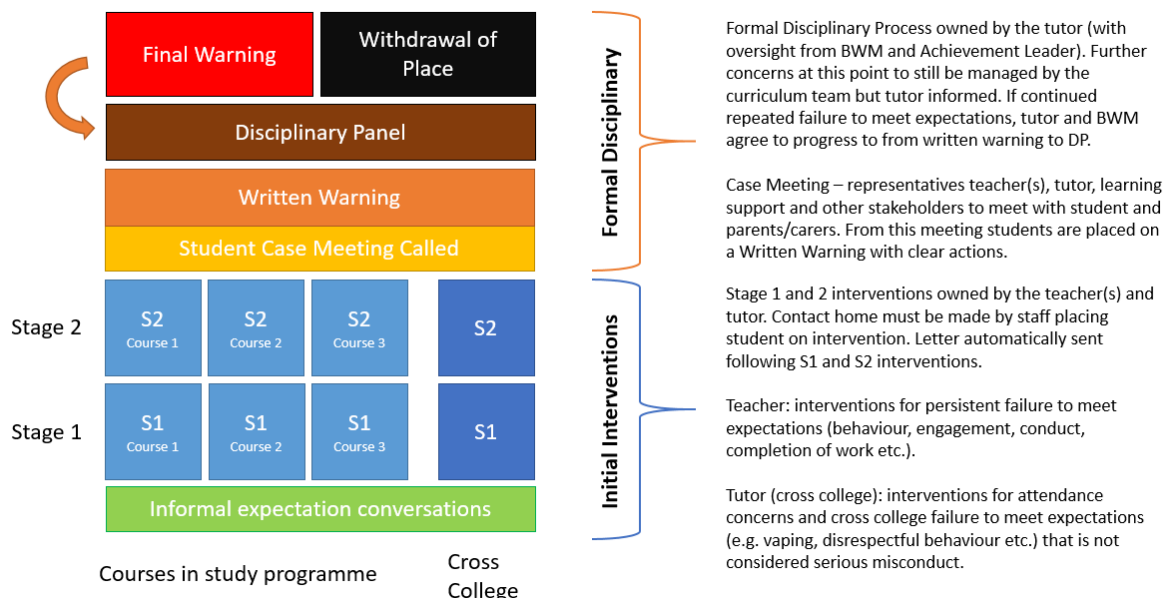 Final Warning
Withdrawal of
Place
Disciplinary Panel
Written Warning
Student Case Meeting Called
Stage 2
S2
Course 1
S2
Course 2
S2
Course 3
S2
Stage 1
S1
Course 1
S1
Course 2
S1
Course 3
S1
Informal expectation conversations
Courses in study programme
Cross
College
Formal Disciplinary
Initial Interventions
Formal Disciplinary Process owned by the tutor (with
oversight from BWM and Achievement Leader). Further
concerns at this point to still be managed by the
curriculum team but tutor informed. If continued
repeated failure to meet expectations, tutor and BWM
agree to progress to from written warning to DP.
Case Meeting – representatives teacher(s), tutor, learning
support and other stakeholders to meet with student and
parents/carers. From this meeting students are placed on
a Written Warning with clear actions.
Stage 1 and 2 interventions owned by the teacher(s) and
tutor. Contact home must be made by staff placing
student on intervention. Letter automatically sent
following S1 and S2 interventions.
Teacher: interventions for persistent failure to meet
expectations (behaviour, engagement, conduct,
completion of work etc.).
Tutor (cross college): interventions for attendance
concerns and cross college failure to meet expectations
(e.g. vaping, disrespectful behaviour etc.) that is not
considered serious misconduct.